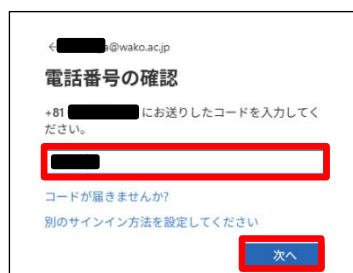 ← a@wako.ac.jp
電話番号の確認
+81 にお送りしたコードを入力してく
ださい。
コードが届きませんか?
別のサインイン方法を設定してください
次へ